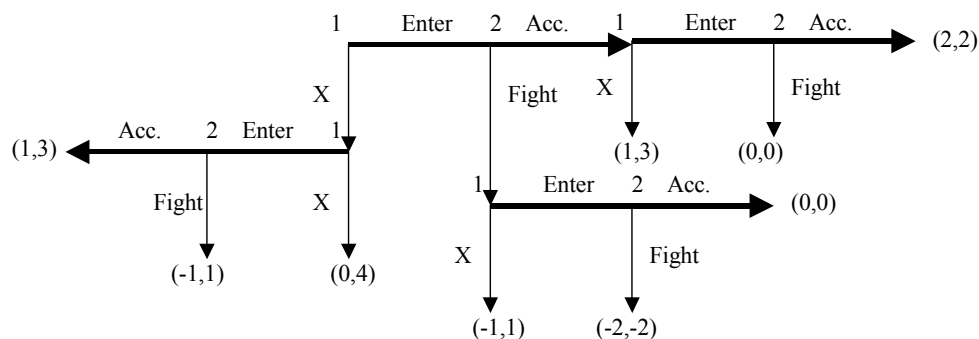 1 Enter 2 Acc. 1 Enter 2 Acc. (2,2)
X Fight X Fight
(1,3) Acc. 2 Enter 1 (1,3) (0,0)
Fight X 1 Enter 2 Acc. (0,0)
X Fight
(-1,1) (0,4)
(-1,1) (-2,-2)